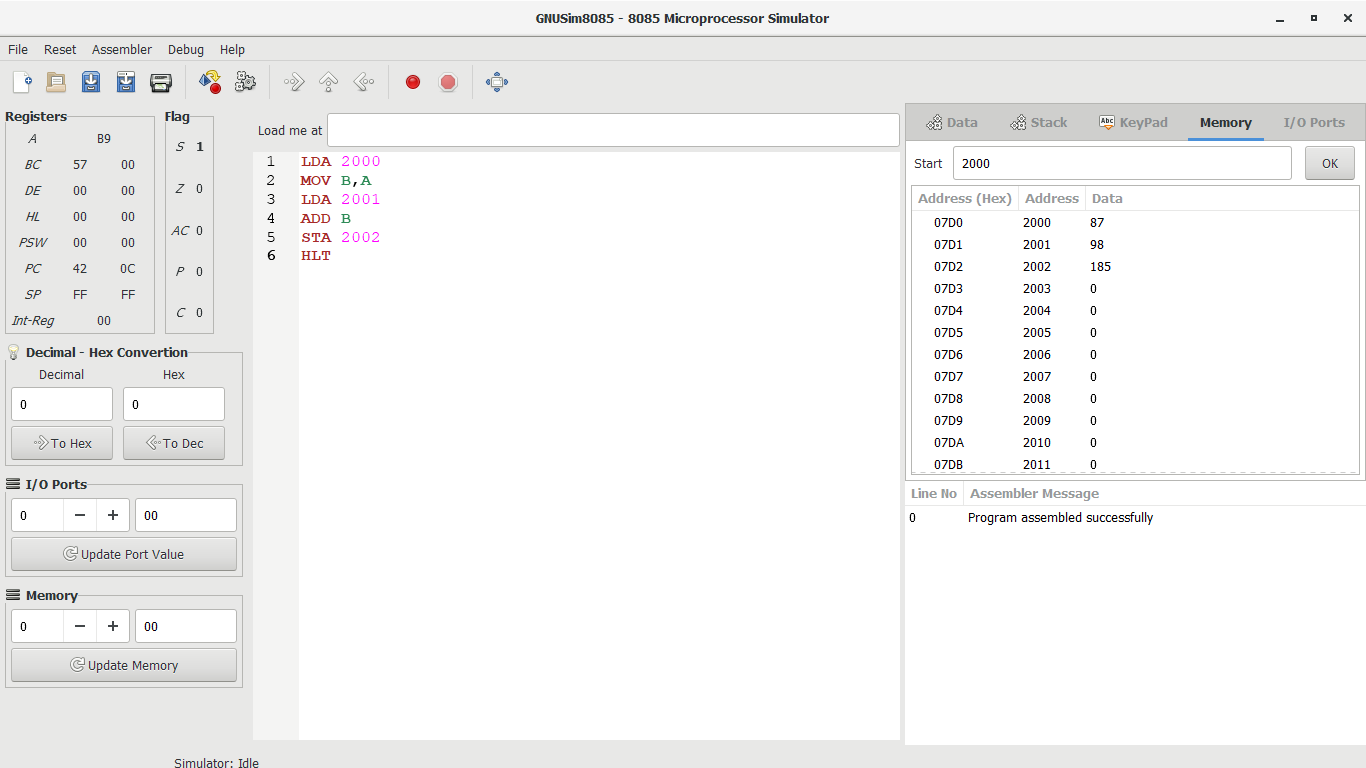 GNUSim8085 - 8085 Microprocessor Simulator
File Reset Assembler Debug Help
Registers
A B9
BC 57 00
DE 00 00
HL 00 00
PSW 00 00
PC 42 0C
SP FF FF
Int-Reg 00
Flag
S 1
Z 0
AC 0
P 0
C 0
Decimal - Hex Convertion
Decimal Hex
0 0
To Hex To Dec
I/O Ports
0 − + 00
Update Port Value
Memory
0 − + 00
Update Memory
Load me at
1 LDA 2000
2 MOV B,A
3 LDA 2001
4 ADD B
5 STA 2002
6 HLT
Data Stack Abc KeyPad Memory I/O Ports
Start 2000 OK
Address (Hex) Address Data
07D0 2000 87
07D1 2001 98
07D2 2002 185
07D3 2003 0
07D4 2004 0
07D5 2005 0
07D6 2006 0
07D7 2007 0
07D8 2008 0
07D9 2009 0
07DA 2010 0
07DB 2011 0
Line No Assembler Message
0 Program assembled successfully
Simulator: Idle